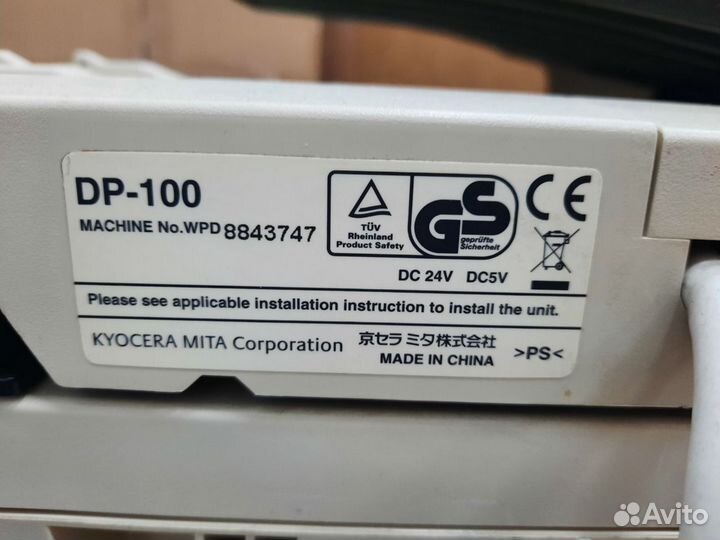 DP-100
MACHINE No.WPD 8843747
TÜV
Rheinland
Product Safety
GS
geprüfte
Sicherheit
CE
DC 24V DC5V
Please see applicable installation instruction to install the unit.
KYOCERA MITA Corporation 京セラ ミタ株式会社
MADE IN CHINA
>PS<
Avito